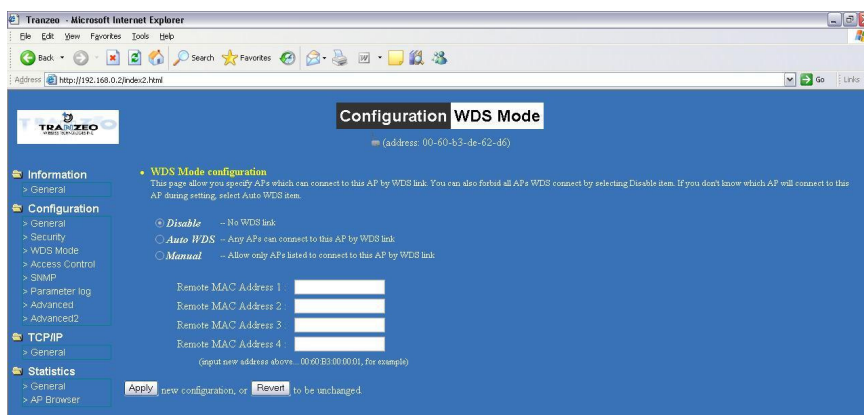 Tranzeo - Microsoft Internet Explorer
File Edit View Favorites Tools Help
Back Search Favorites
Address http://192.168.0.2/index2.html Go Links
TRANZEO
Configuration WDS Mode
(address: 00-60-b3-de-62-d6)
Information
> General
Configuration
> General
> Security
> WDS Mode
> Access Control
> SNMP
> Parameter log
> Advanced
> Advanced2
TCP/IP
> General
Statistics
> General
> AP Browser
• WDS Mode configuration
This page allow you specify APs which can connect to this AP by WDS link. You can also forbid all APs WDS connect by selecting Disable item. If you don't know which AP will connect to this
AP during setting, select Auto WDS item.
Disable – No WDS link
Auto WDS – Any APs can connect to this AP by WDS link
Manual – Allow only APs listed to connect to this AP by WDS link
Remote MAC Address 1 :
Remote MAC Address 2 :
Remote MAC Address 3 :
Remote MAC Address 4 :
(input new address above... 00:60:B3:00:00:01, for example)
Apply new configuration, or Revert to be unchanged